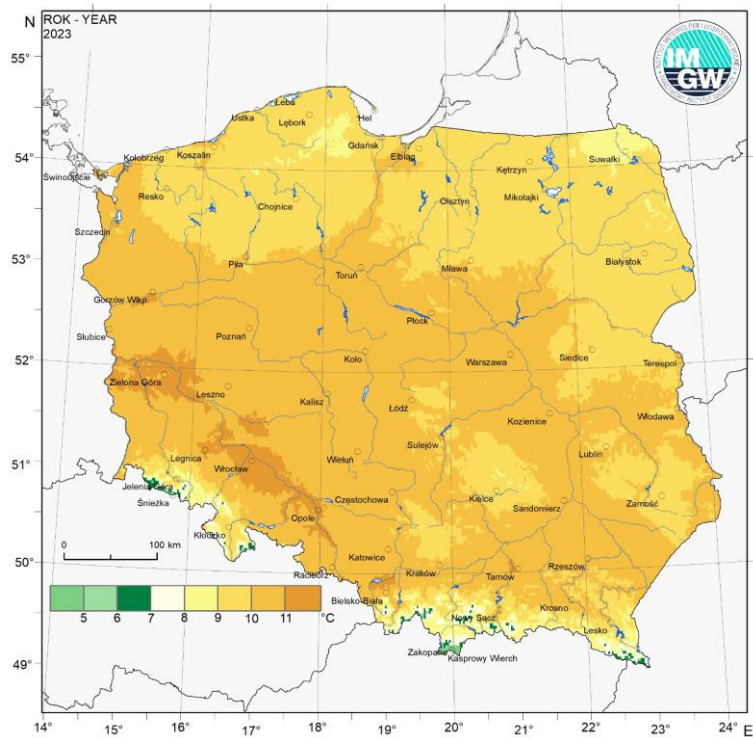 ROK - YEAR
2023
N
IM
GW
55°
54°
53°
52°
51°
50°
49°
Łeba
Hel
Ustka
Lębork
Gdańsk
Elbląg
Kołobrzeg
Koszalin
Świnoujście
Suwałki
Kętrzyn
Resko
Chojnice
Olsztyn
Mikołajki
Szczecin
Białystok
Piła
Toruń
Mława
Gorzów Wlkp.
Płock
Słubice
Poznań
Koło
Warszawa
Siedlce
Terespol
Zielona Góra
Leszno
Kalisz
Łódź
Kozienice
Włodawa
Sulejów
Legnica
Wrocław
Wieluń
Lublin
Jelenia Góra
Śnieżka
Częstochowa
Kielce
Sandomierz
Zamość
Opole
Kłodzko
0 100 km
Katowice
Racibórz
Kraków
Tarnów
Rzeszów
Bielsko-Biała
Nowy Sącz
Krosno
Lesko
Zakopane
Kasprowy Wierch
5 6 7 8 9 10 11 °C
14° 15° 16° 17° 18° 19° 20° 21° 22° 23° 24° E